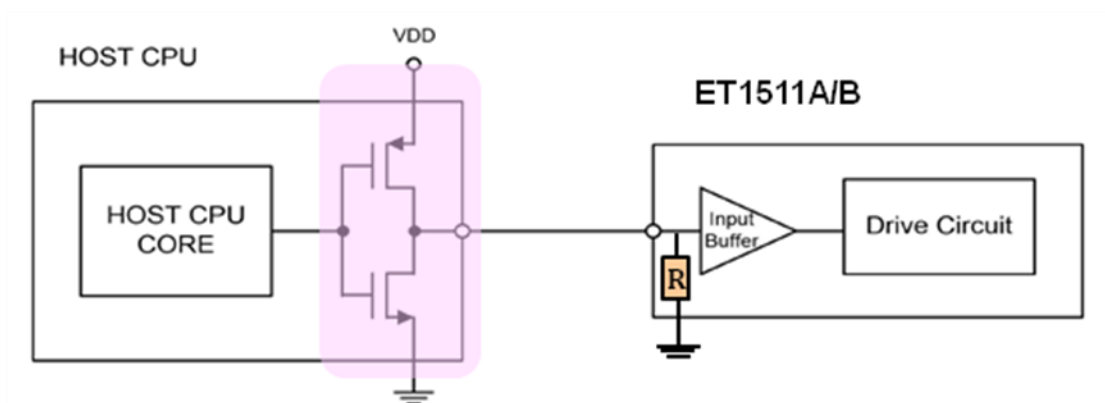 VDD
HOST CPU
ET1511A/B
HOST CPU
CORE
Input
Buffer
Drive Circuit
R